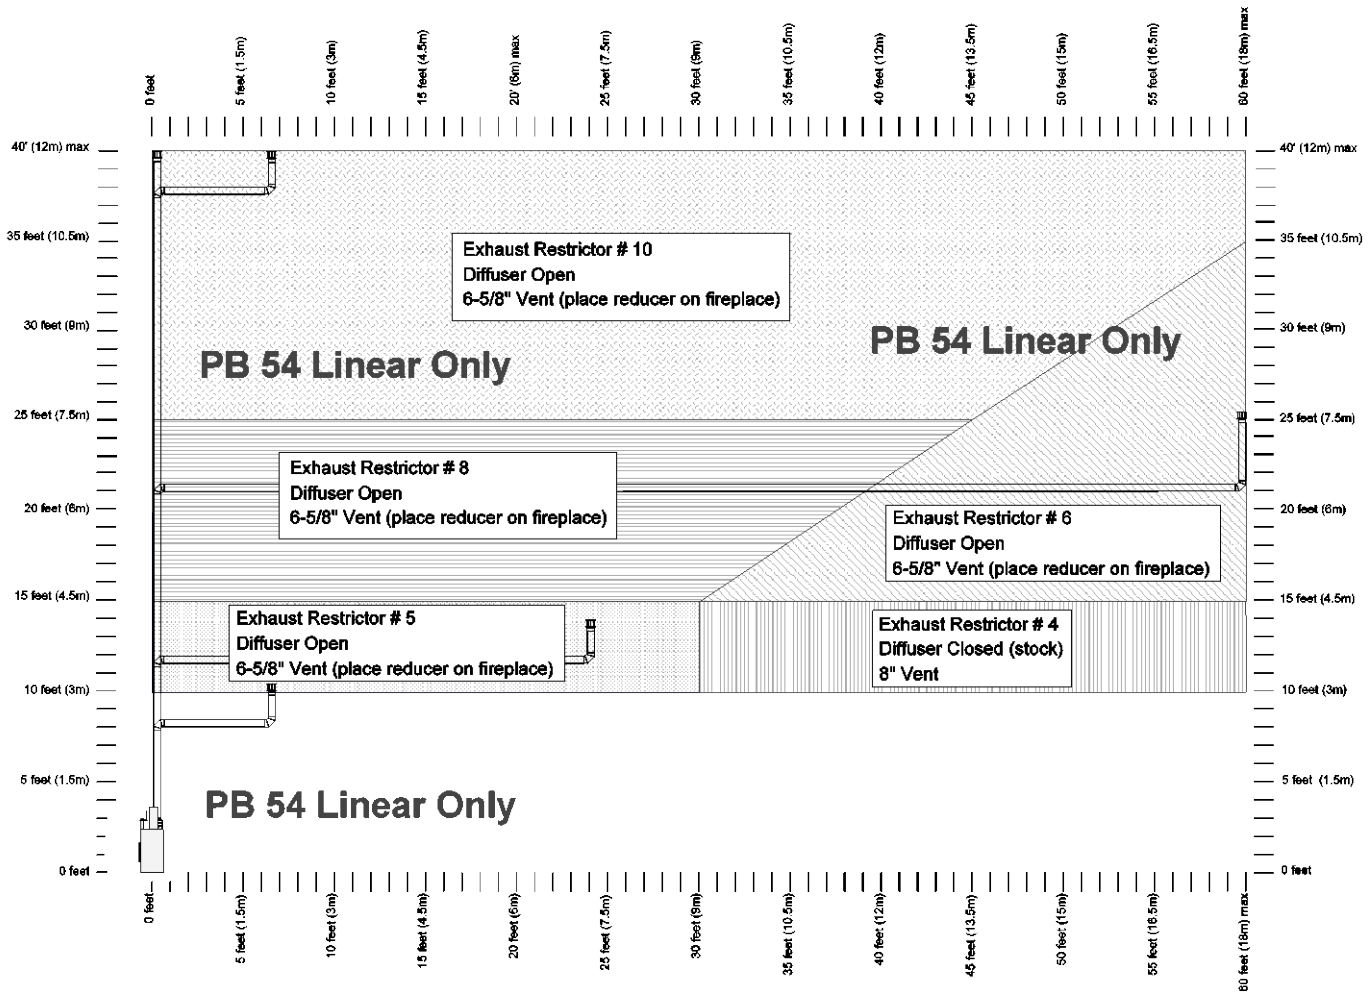 0 feet
5 feet (1.5m)
10 feet (3m)
15 feet (4.5m)
20' (6m) max
25 feet (7.5m)
30 feet (9m)
35 feet (10.5m)
40 feet (12m)
45 feet (13.5m)
50 feet (15m)
55 foot (16.5m)
60 feet (18m) max
40' (12m) max
35 feet (10.5m)
30 feet (9m)
25 feet (7.5m)
20 feet (6m)
15 feet (4.5m)
10 feet (3m)
5 feet (1.5m)
0 feet
Exhaust Restrictor # 10
Diffuser Open
6-5/8" Vent (place reducer on fireplace)
PB 54 Linear Only
PB 54 Linear Only
Exhaust Restrictor # 8
Diffuser Open
6-5/8" Vent (place reducer on fireplace)
Exhaust Restrictor # 6
Diffuser Open
6-5/8" Vent (place reducer on fireplace)
Exhaust Restrictor # 5
Diffuser Open
6-5/8" Vent (place reducer on fireplace)
Exhaust Restrictor # 4
Diffuser Closed (stock)
8" Vent
PB 54 Linear Only
40' (12m) max
35 feet (10.5m)
30 feet (9m)
25 feet (7.5m)
20 feet (6m)
15 feet (4.5m)
10 feet (3m)
5 feet (1.5m)
0 feet
0 feet
5 feet (1.5m)
10 feet (3m)
15 feet (4.5m)
20 feet (6m)
25 feet (7.5m)
30 feet (9m)
35 feet (10.5m)
40 feet (12m)
45 feet (13.5m)
50 feet (15m)
55 feet (16.5m)
60 feet (18m) max